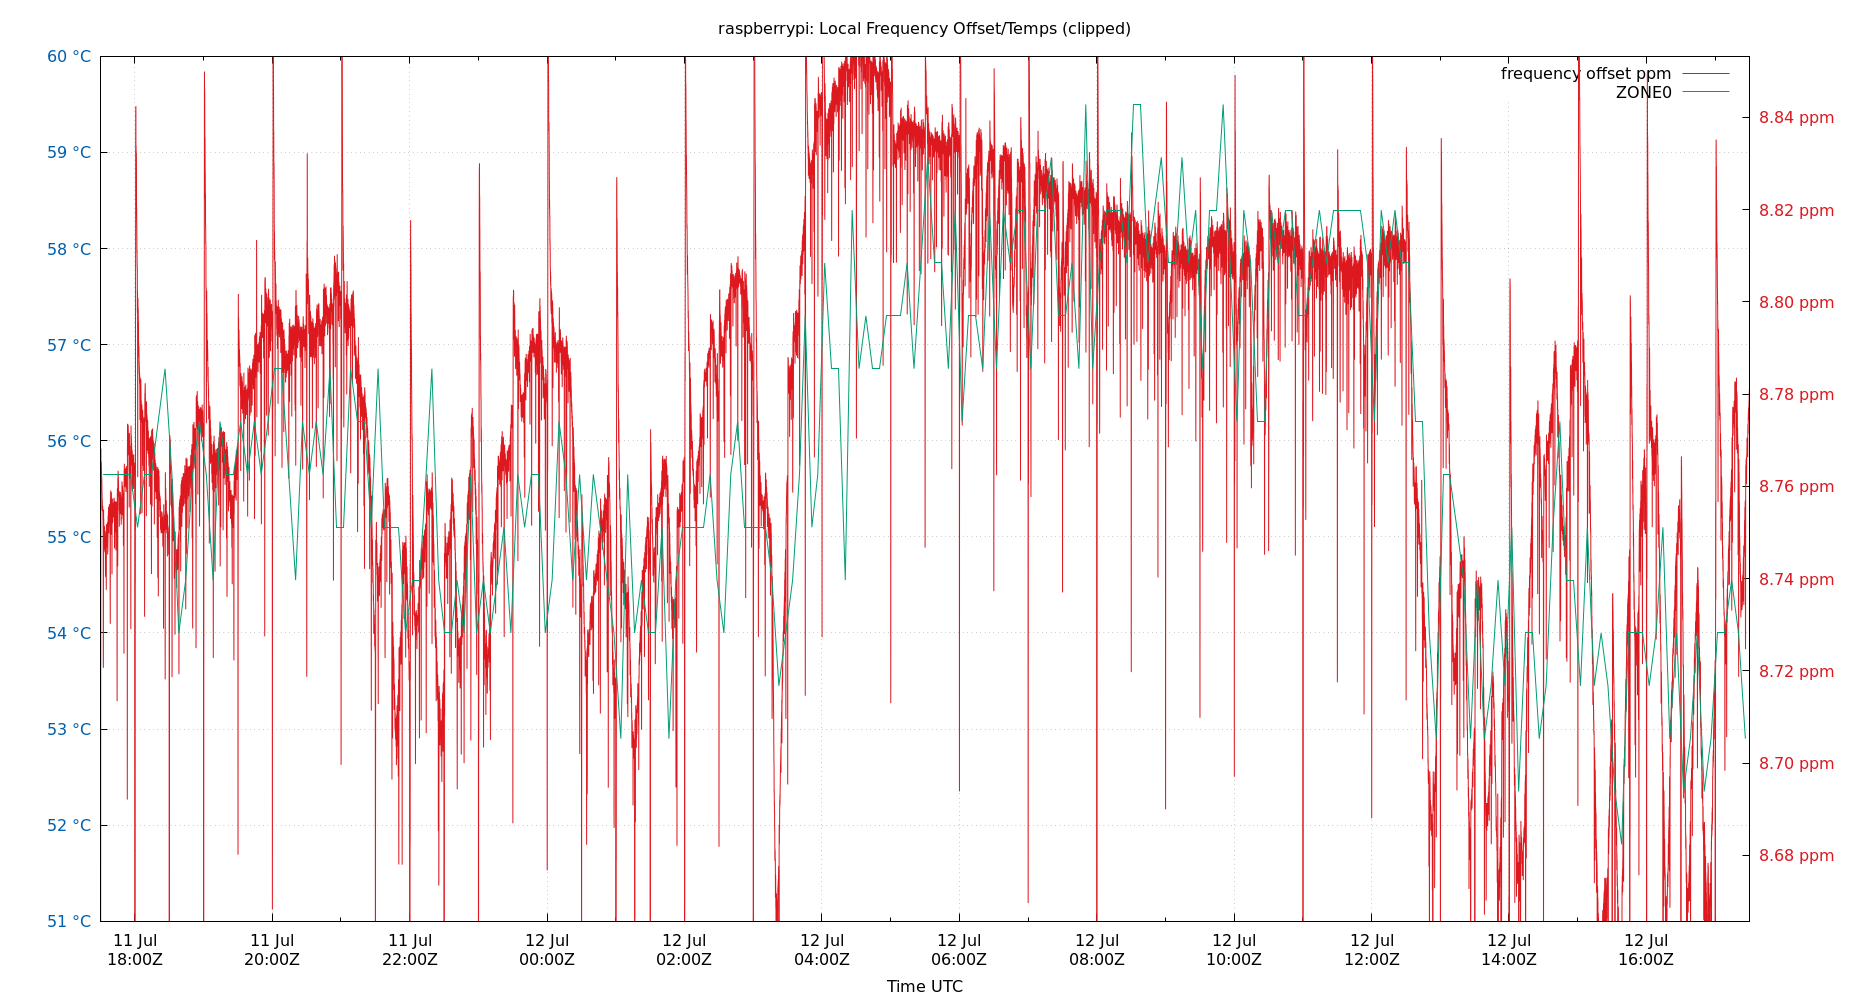 raspberrypi: Local Frequency Offset/Temps (clipped)
frequency offset ppm
ZONE0
60 °C
59 °C
58 °C
57 °C
56 °C
55 °C
54 °C
53 °C
52 °C
51 °C
8.84 ppm
8.82 ppm
8.80 ppm
8.78 ppm
8.76 ppm
8.74 ppm
8.72 ppm
8.70 ppm
8.68 ppm
11 Jul 11 Jul 11 Jul 12 Jul 12 Jul 12 Jul 12 Jul 12 Jul 12 Jul 12 Jul 12 Jul 12 Jul
18:00Z 20:00Z 22:00Z 00:00Z 02:00Z 04:00Z 06:00Z 08:00Z 10:00Z 12:00Z 14:00Z 16:00Z
Time UTC